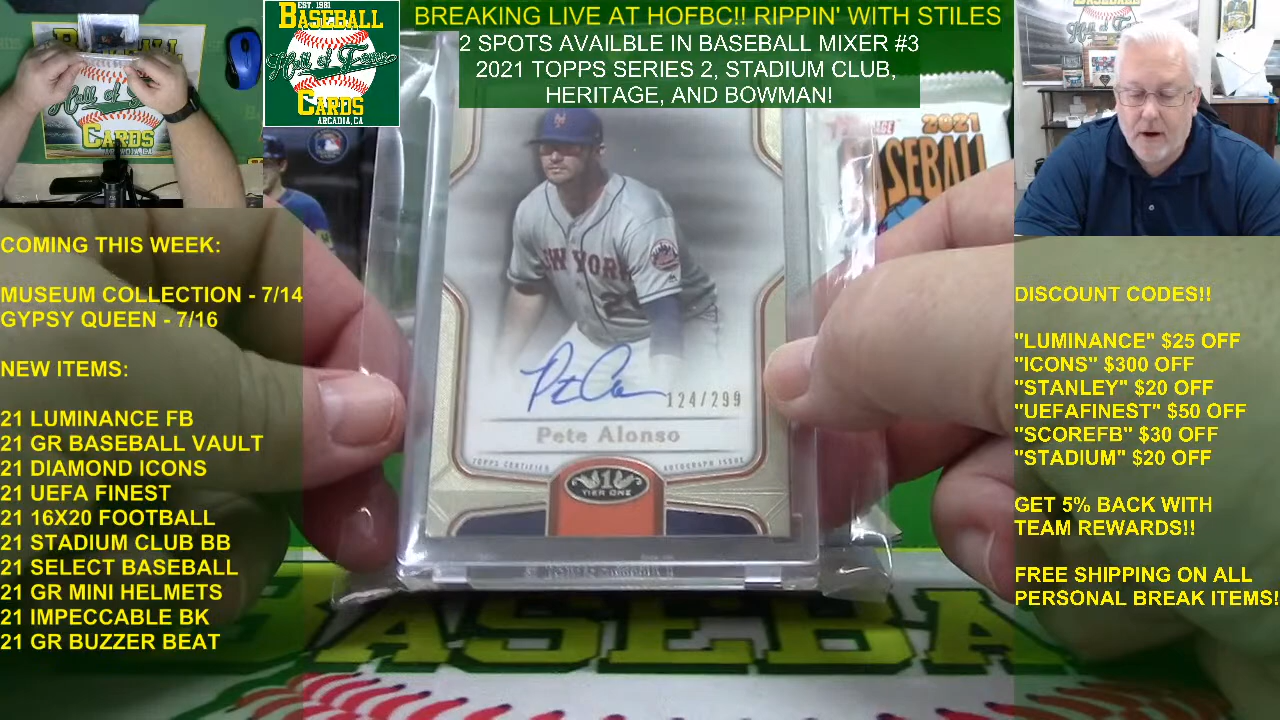 EST. 1981
BASEBALL
Hall of Fame
CARDS
ARCADIA, CA
BREAKING LIVE AT HOFBC!! RIPPIN' WITH STILES
2 SPOTS AVAILBLE IN BASEBALL MIXER #3
2021 TOPPS SERIES 2, STADIUM CLUB,
HERITAGE, AND BOWMAN!
Hall of
CARDS
2021
SEBALL
COMING THIS WEEK:
MUSEUM COLLECTION - 7/14
GYPSY QUEEN - 7/16
NEW ITEMS:
21 LUMINANCE FB
21 GR BASEBALL VAULT
21 DIAMOND ICONS
21 UEFA FINEST
21 16X20 FOOTBALL
21 STADIUM CLUB BB
21 SELECT BASEBALL
21 GR MINI HELMETS
21 IMPECCABLE BK
21 GR BUZZER BEAT
NEW YORK
124/299
Pete Alonso
TOPPS CERTIFIED AUTOGRAPH ISSUE
1
TIER ONE
DISCOUNT CODES!!
"LUMINANCE" $25 OFF
"ICONS" $300 OFF
"STANLEY" $20 OFF
"UEFAFINEST" $50 OFF
"SCOREFB" $30 OFF
"STADIUM" $20 OFF
GET 5% BACK WITH
TEAM REWARDS!!
FREE SHIPPING ON ALL
PERSONAL BREAK ITEMS!
BASEBALL